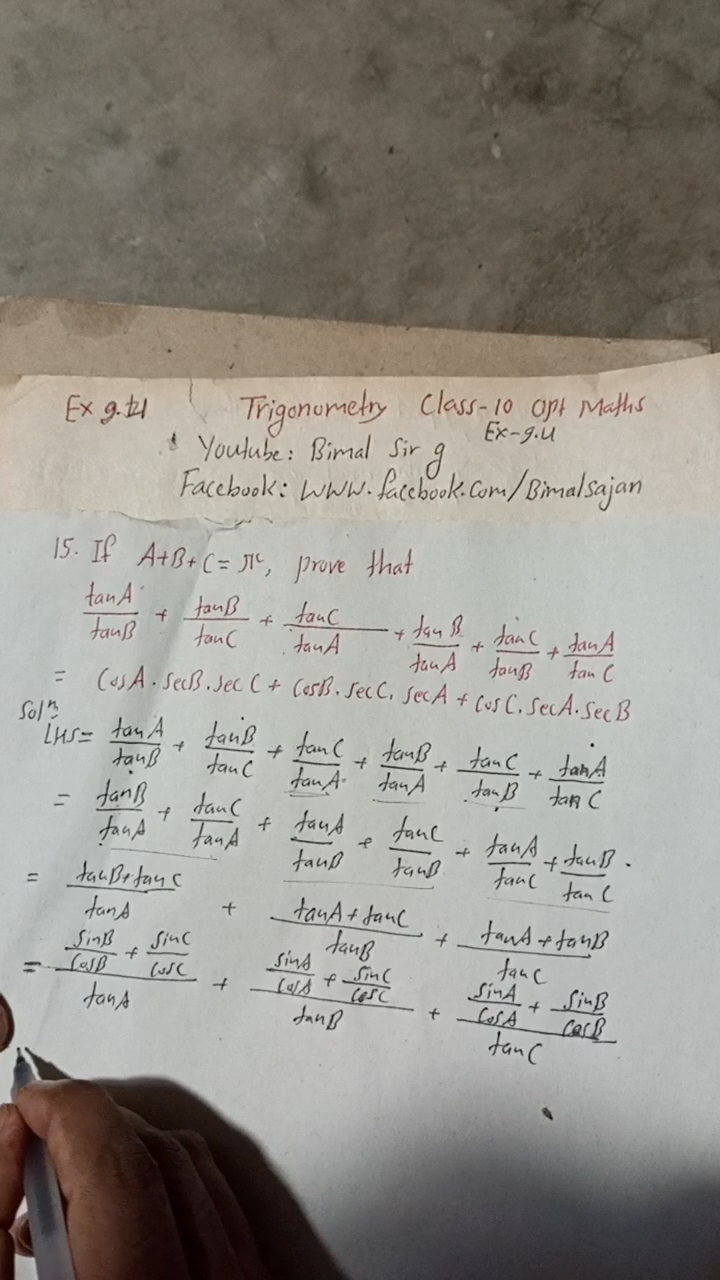 Ex 9.4 Trigonometry Class-10 Opt Maths
Ex-9.4
Youtube: Bimal Sir g
Facebook: WWW.facebook.Com/Bimalsajan
15. If A+B+C = πᶜ, prove that
tanA/tanB + tanB/tanC + tanC/tanA + tanB/tanA + tanC/tanB + tanA/tanC
= CosA.SecB.SecC + CosB.SecC.SecA + CosC.SecA.SecB
Solⁿ
LHS = tanA/tanB + tanB/tanC + tanC/tanA + tanB/tanA + tanC/tanB + tanA/tanC
= tanB/tanA + tanC/tanA + tanA/tanB + tanC/tanB + tanA/tanC + tanB/tanC
= (tanB+tanC)/tanA + (tanA+tanC)/tanB + (tanA+tanB)/tanC
= (SinB/CosB + SinC/CosC)/tanA + (SinA/CosA + SinC/CosC)/tanB + (SinA/CosA + SinB/CosB)/tanC